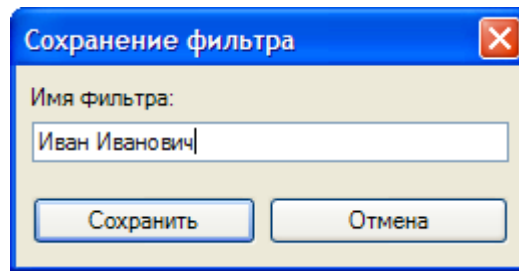 Сохранение фильтра
Имя фильтра:
Иван Иванович
Сохранить Отмена